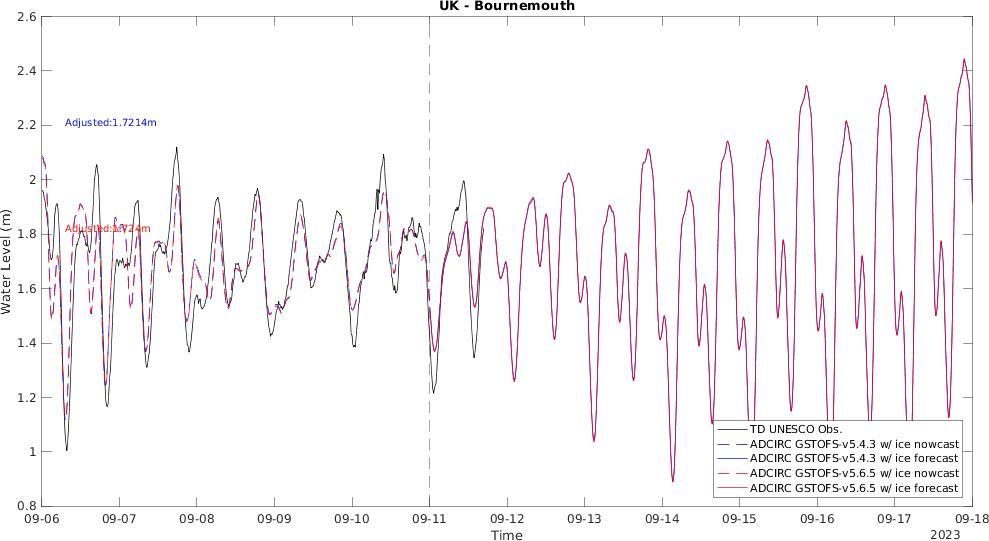 UK - Bournemouth
2.6
2.4
2.2
2
1.8
1.6
1.4
1.2
1
0.8
Water Level (m)
Adjusted:1.7214m
Adjusted:1.724m
TD UNESCO Obs.
ADCIRC GSTOFS-v5.4.3 w/ ice nowcast
ADCIRC GSTOFS-v5.4.3 w/ ice forecast
ADCIRC GSTOFS-v5.6.5 w/ ice nowcast
ADCIRC GSTOFS-v5.6.5 w/ ice forecast
09-06 09-07 09-08 09-09 09-10 09-11 09-12 09-13 09-14 09-15 09-16 09-17 09-18
Time
2023